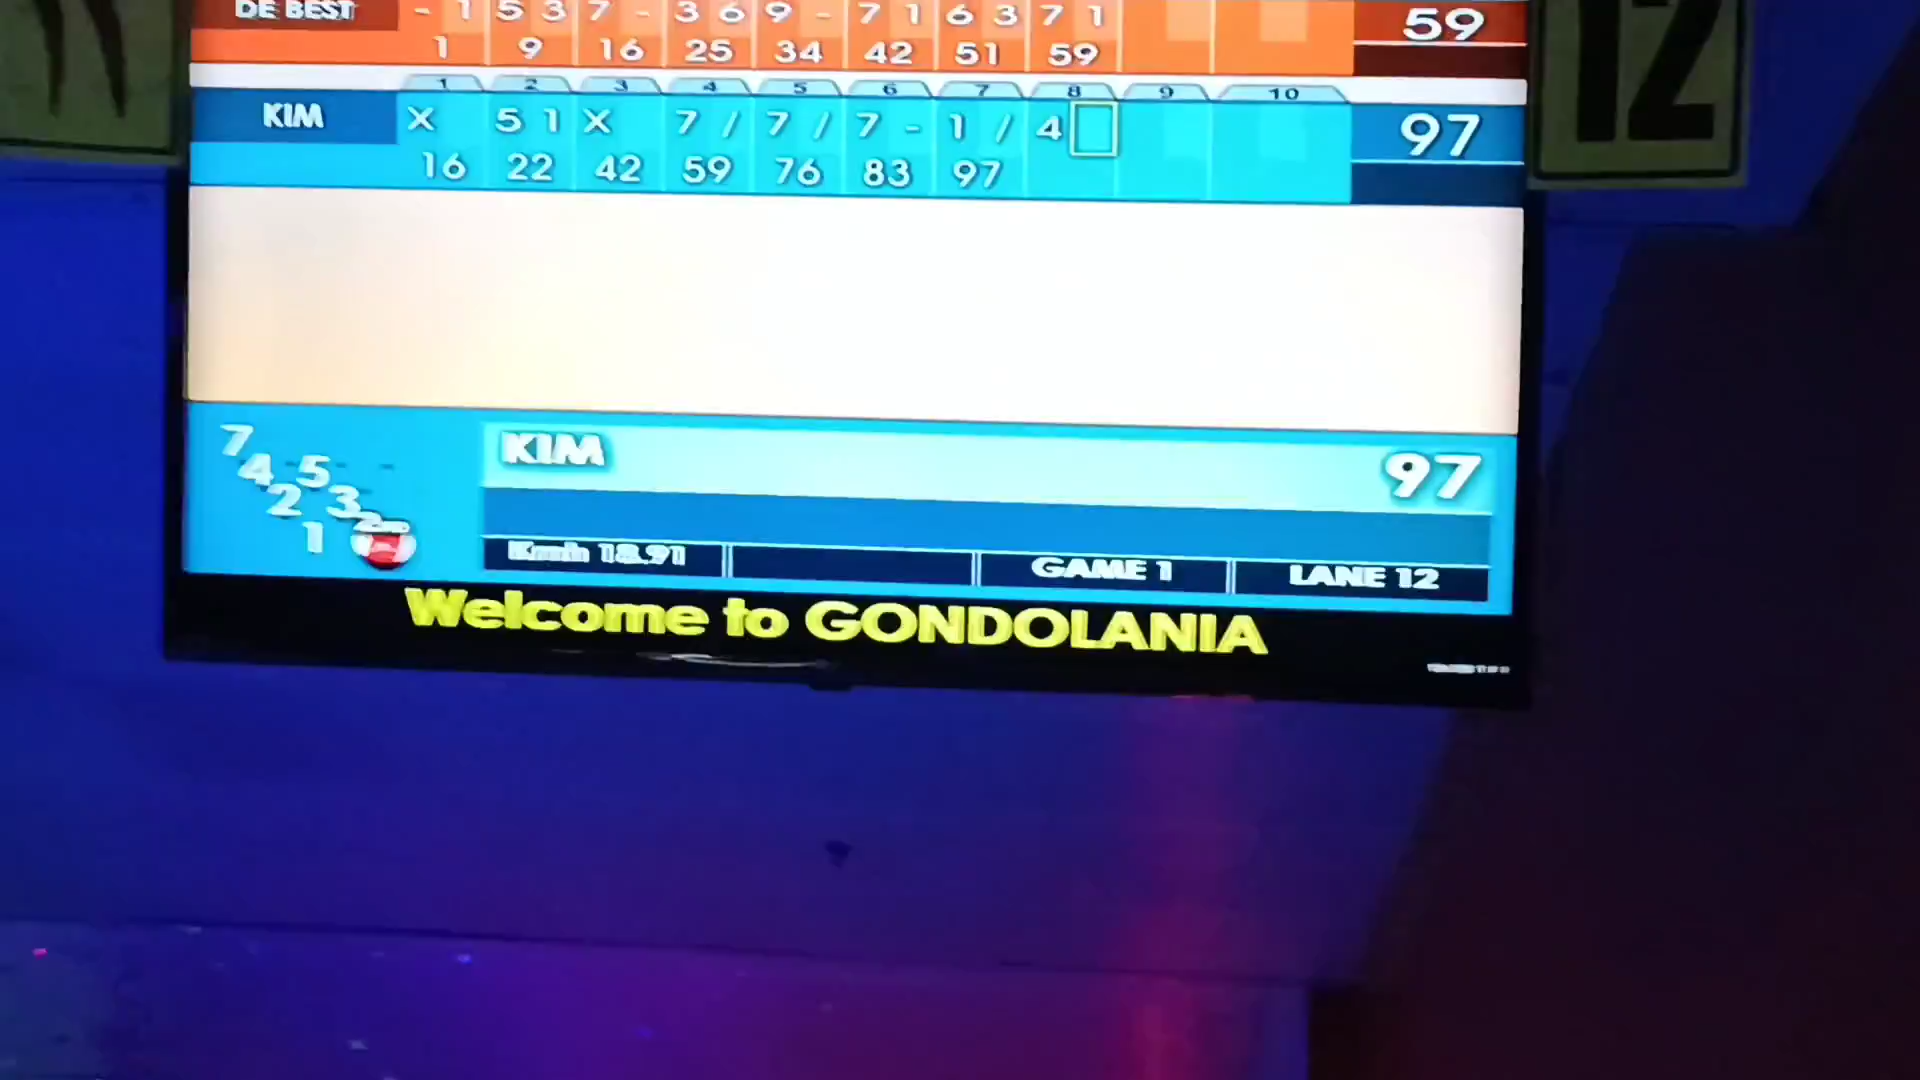 DE BEST - 1 5 3 7 - 3 6 9 - 7 1 6 3 7 1 59
1 9 16 25 34 42 51 59
1 2 3 4 5 6 7 8 9 10
KIM X 5 1 X 7 / 7 / 7 - 1 / 4 97
16 22 42 59 76 83 97
12
7
4 5
2 3
1
KIM 97
Km/h 18.91 GAME 1 LANE 12
Welcome to GONDOLANIA